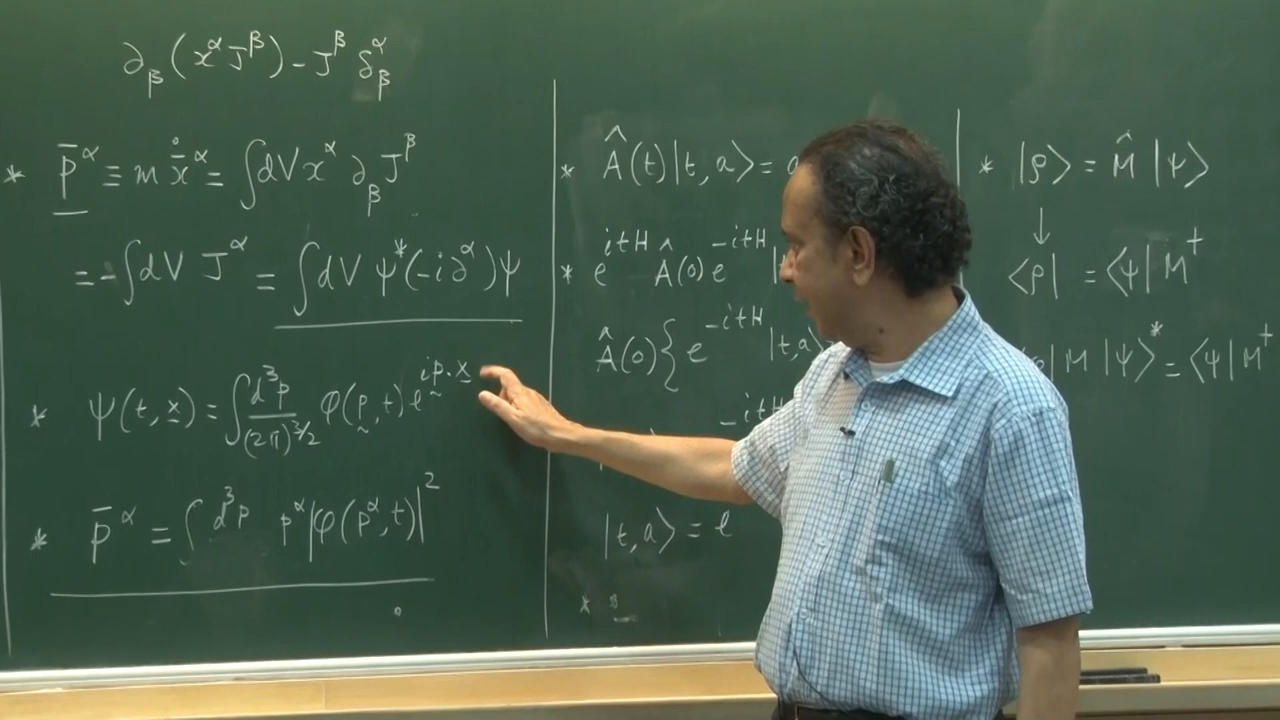 ∂_β (x^α J^β) - J^β δ^α_β
* p̄^α ≡ m ẋ̄^α = ∫dV x^α ∂_β J^β
= -∫dV J^α = ∫dV ψ*(-i∂^α)ψ
* ψ(t, x) = ∫ d³p/(2π)^{3/2} φ(p, t) e^{ip·x}
* p̄^α = ∫ d³p p^α |φ(p^α, t)|²
* Â(t)|t, a⟩ = a
* e^{itH} Â(0) e^{-itH} |
Â(0){ e^{-itH} |t, a⟩
-itH
|t, a⟩ = e
*
* |ρ⟩ = M̂ |ψ⟩
↓
⟨ρ| = ⟨ψ| M†
| M |ψ⟩* = ⟨ψ| M†